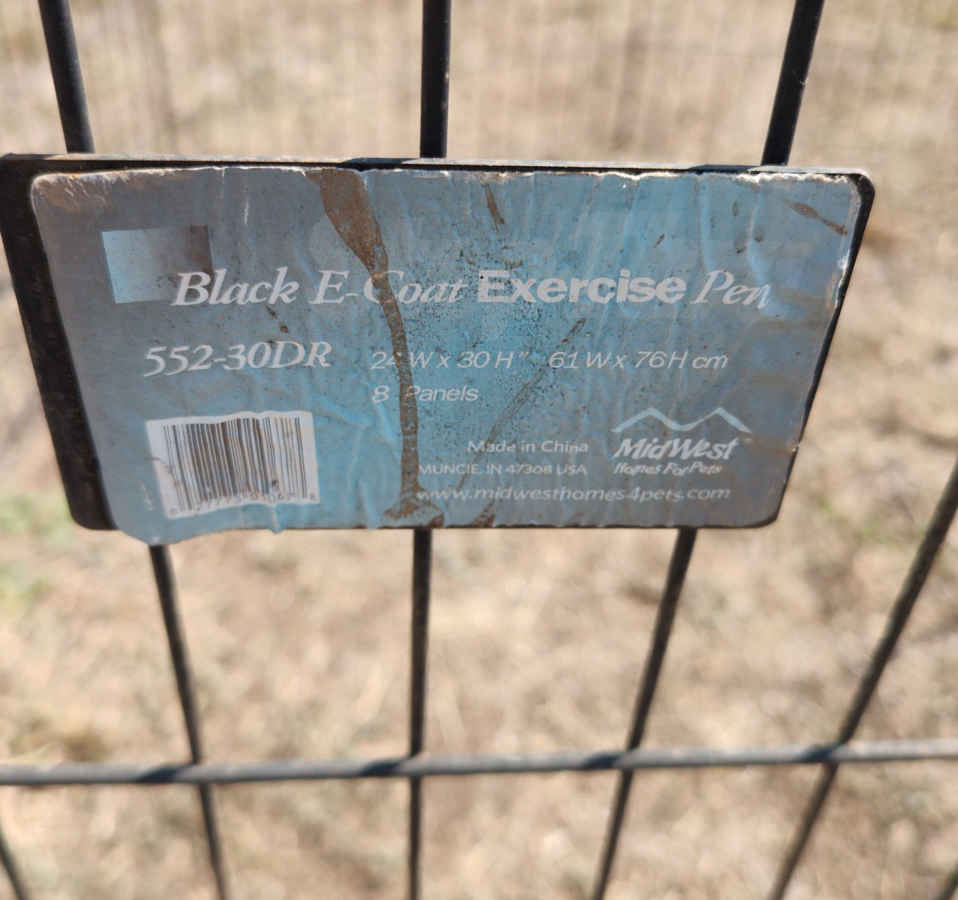 Black E-Coat Exercise Pen
552-30DR 24" W x 30 H" 61 W x 76 H cm
8 Panels
Made in China
MidWest
Homes For Pets
MUNCIE, IN 47308 USA
www.midwesthomes4pets.com